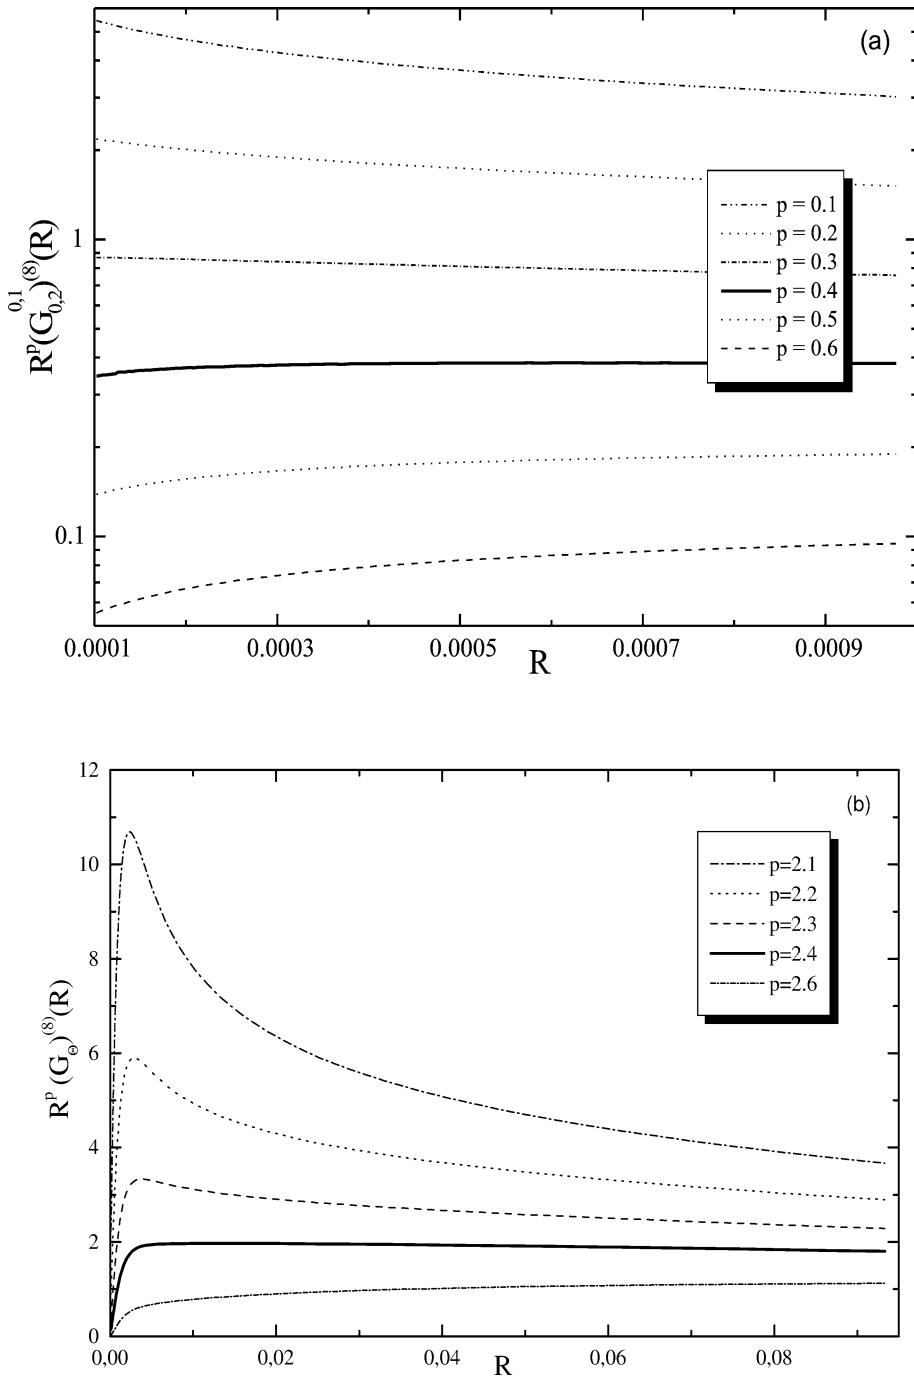 (a)
R^p(G_{0,2}^{0,1})^{(8)}(R)
1
0.1
p = 0.1
p = 0.2
p = 0.3
p = 0.4
p = 0.5
p = 0.6
0.0001 0.0003 0.0005 0.0007 0.0009
R
(b)
R^p (G_Θ)^{(8)}(R)
12
10
8
6
4
2
0
p=2.1
p=2.2
p=2.3
p=2.4
p=2.6
0,00 0,02 0,04 0,06 0,08
R